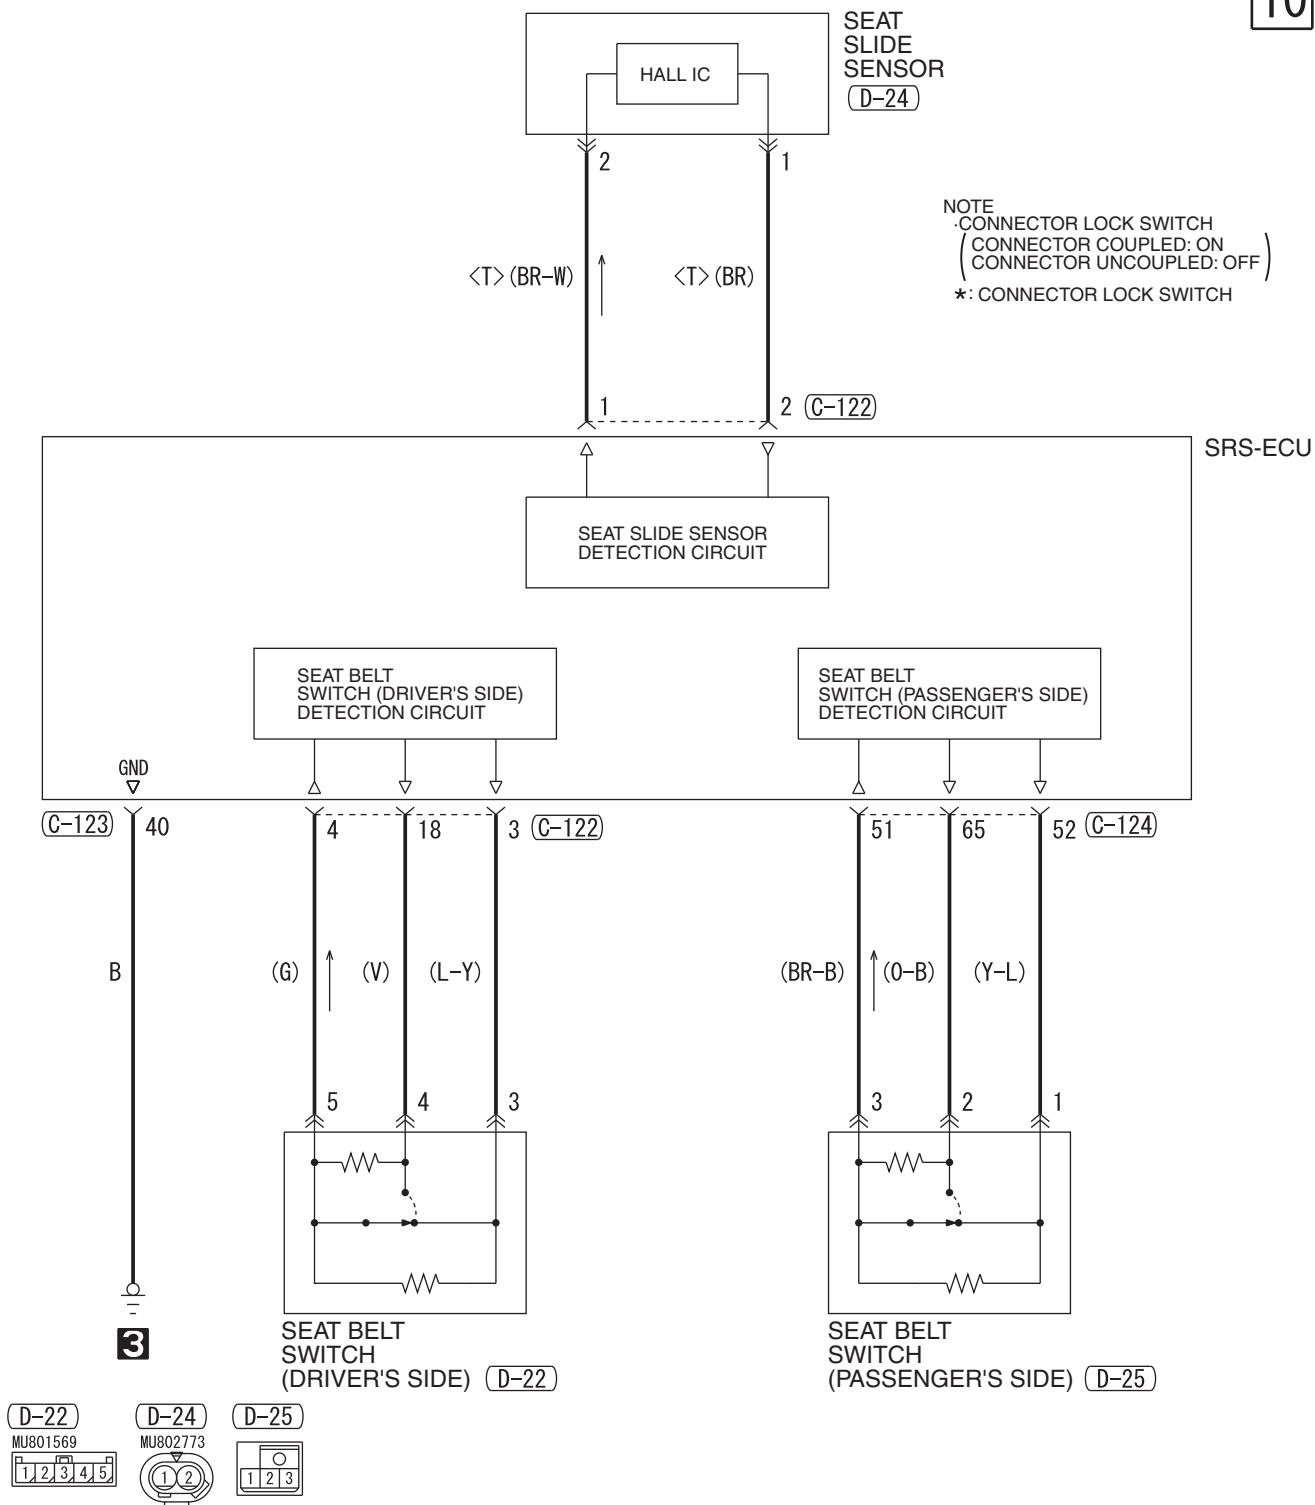 10
SEAT
SLIDE
SENSOR
D-24
HALL IC
2
1
NOTE
·CONNECTOR LOCK SWITCH
(CONNECTOR COUPLED: ON
CONNECTOR UNCOUPLED: OFF)
*: CONNECTOR LOCK SWITCH
<T>(BR-W)
<T>(BR)
1
2
C-122
SRS-ECU
SEAT SLIDE SENSOR
DETECTION CIRCUIT
SEAT BELT
SWITCH (DRIVER'S SIDE)
DETECTION CIRCUIT
SEAT BELT
SWITCH (PASSENGER'S SIDE)
DETECTION CIRCUIT
GND
C-123
40
4
18
3
C-122
51
65
52
C-124
B
(G)
(V)
(L-Y)
(BR-B)
(O-B)
(Y-L)
5
4
3
3
2
1
3
SEAT BELT
SWITCH
(DRIVER'S SIDE)
D-22
SEAT BELT
SWITCH
(PASSENGER'S SIDE)
D-25
D-22
MU801569
1 2 3 4 5
D-24
MU802773
1 2
D-25
1 2 3